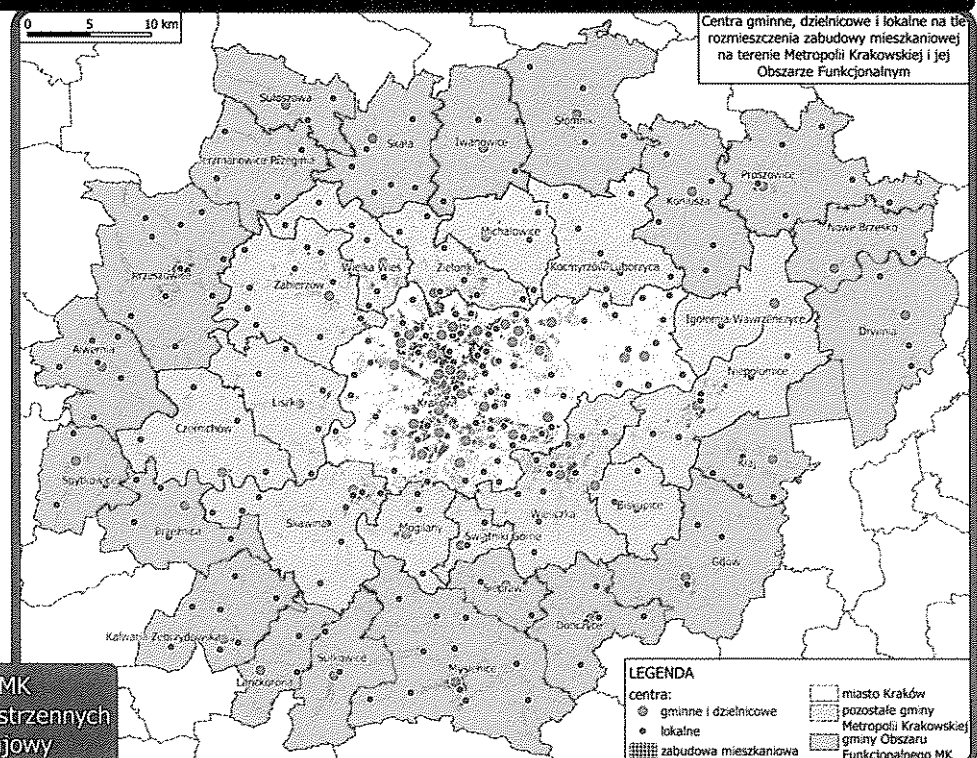 0 5 10 km
Centra gminne, dzielnicowe i lokalne na tle
rozmieszczenia zabudowy mieszkaniowej
na terenie Metropolii Krakowskiej i jej
Obszarze Funkcjonalnym
Sułoszowa
Słomniki
Skała
Iwanowice
Jerzmanowice-Przeginia
Proszowice
Koniusza
Nowe Brzesko
Michałowice
Wielka Wieś
Zielonki
Kocmyrzów-Luborzyca
Krzeszowice
Zabierzów
Igołomia-Wawrzeńczyce
Drwinia
Alwernia
Niepołomice
Liszki
Kraków
Czernichów
Kłaj
Spytkowice
Biskupice
Brzeźnica
Skawina
Mogilany
Wieliczka
Świątniki Górne
Gdów
Siepraw
Dobczyce
Kalwaria Zebrzydowska
Sułkowice
Myślenice
Lanckorona
LEGENDA
centra:
gminne i dzielnicowe
lokalne
zabudowa mieszkaniowa
miasto Kraków
pozostałe gminy
Metropolii Krakowskiej
gminy Obszaru
Funkcjonalnego MK
MK
strzennych
jowy